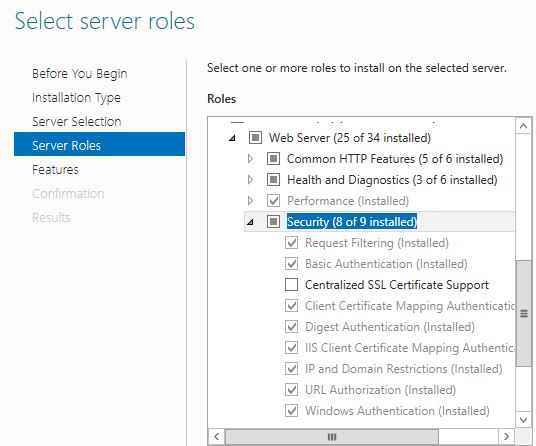 Select server roles
Before You Begin
Installation Type
Server Selection
Server Roles
Features
Confirmation
Results
Select one or more roles to install on the selected server.
Roles
Web Server (25 of 34 installed)
Common HTTP Features (5 of 6 installed)
Health and Diagnostics (3 of 6 installed)
Performance (Installed)
Security (8 of 9 installed)
Request Filtering (Installed)
Basic Authentication (Installed)
Centralized SSL Certificate Support
Client Certificate Mapping Authenticatio
Digest Authentication (Installed)
IIS Client Certificate Mapping Authentica
IP and Domain Restrictions (Installed)
URL Authorization (Installed)
Windows Authentication (Installed)